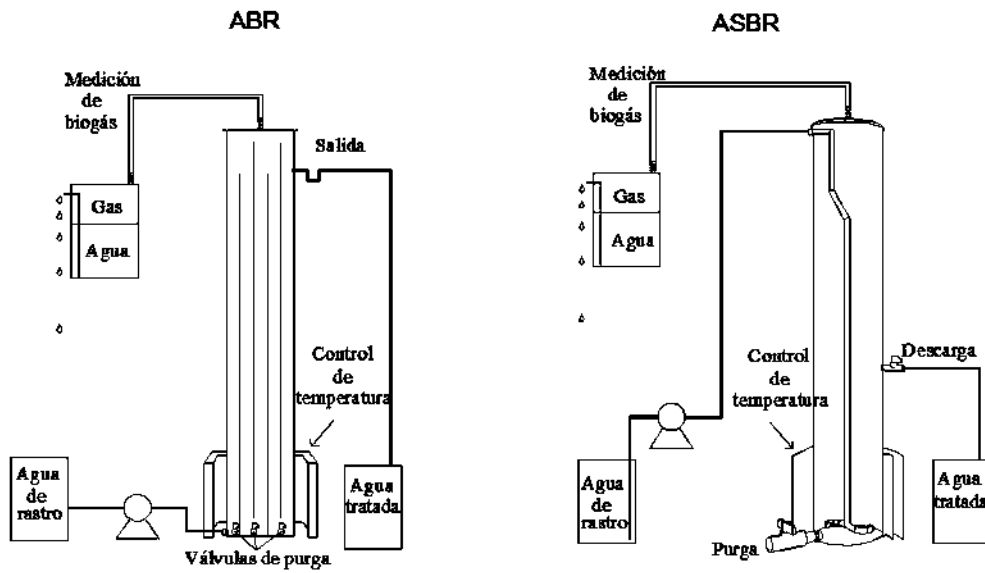 ABR
Medición
de
biogás
Salida
Gas
Agua
Control
de
temperatura
Agua
de
rastro
Agua
tratada
Válvulas de purga
ASBR
Medición
de
biogás
Gas
Agua
Descarga
Control
de
temperatura
Agua
de
rastro
Agua
tratada
Purga